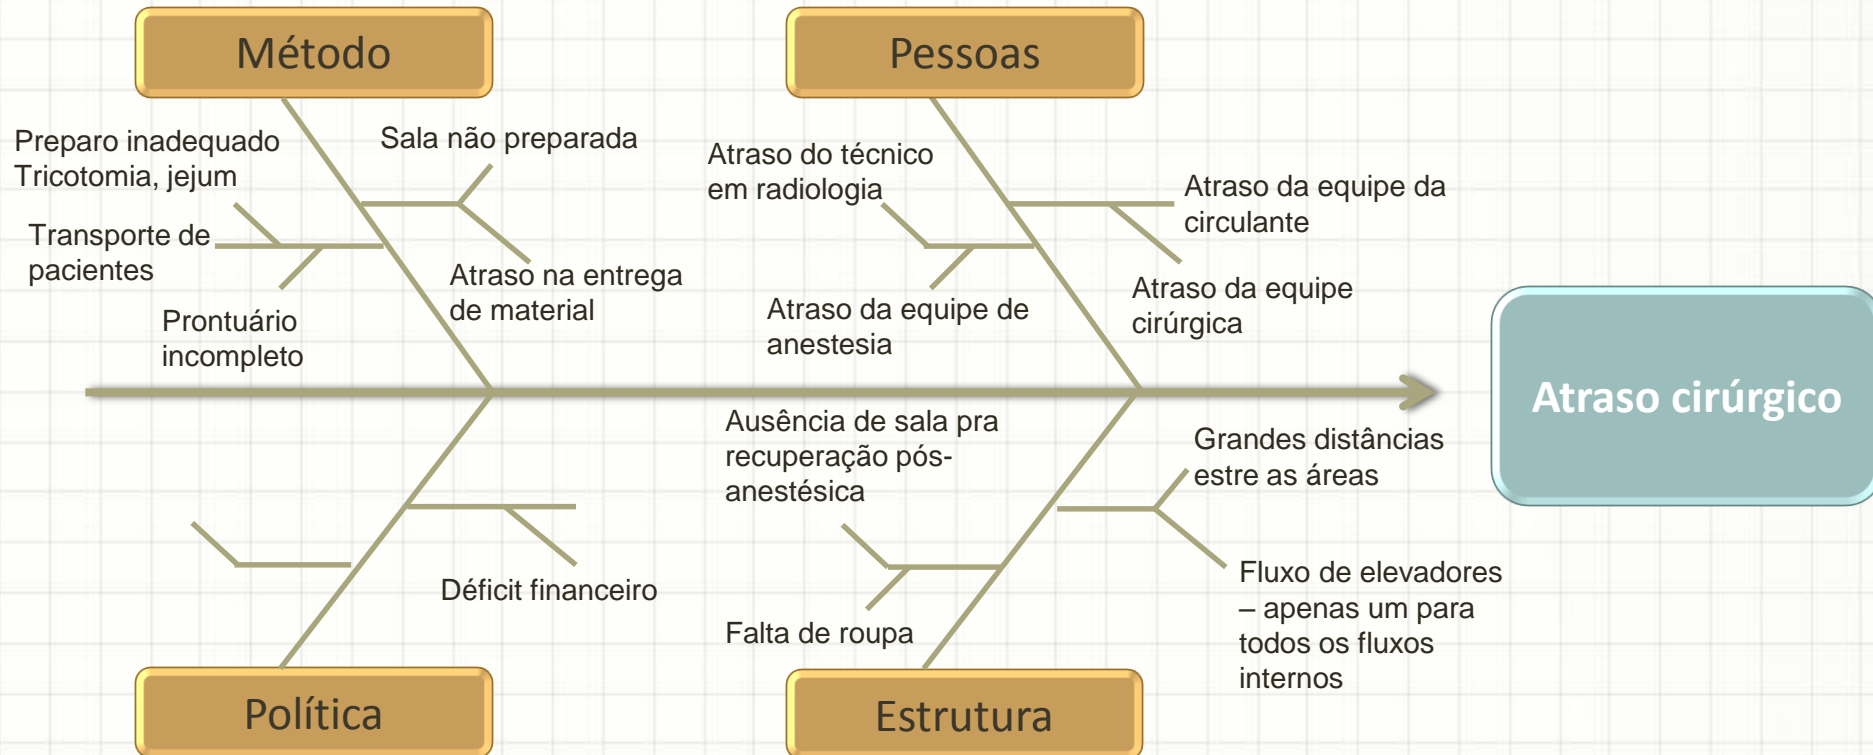 Método
Pessoas
Preparo inadequado
Tricotomia, jejum
Sala não preparada
Transporte de
pacientes
Atraso na entrega
de material
Prontuário
incompleto
Atraso do técnico
em radiologia
Atraso da equipe da
circulante
Atraso da equipe de
anestesia
Atraso da equipe
cirúrgica
Atraso cirúrgico
Déficit financeiro
Ausência de sala pra
recuperação pós-
anestésica
Falta de roupa
Grandes distâncias
estre as áreas
Fluxo de elevadores
– apenas um para
todos os fluxos
internos
Política
Estrutura